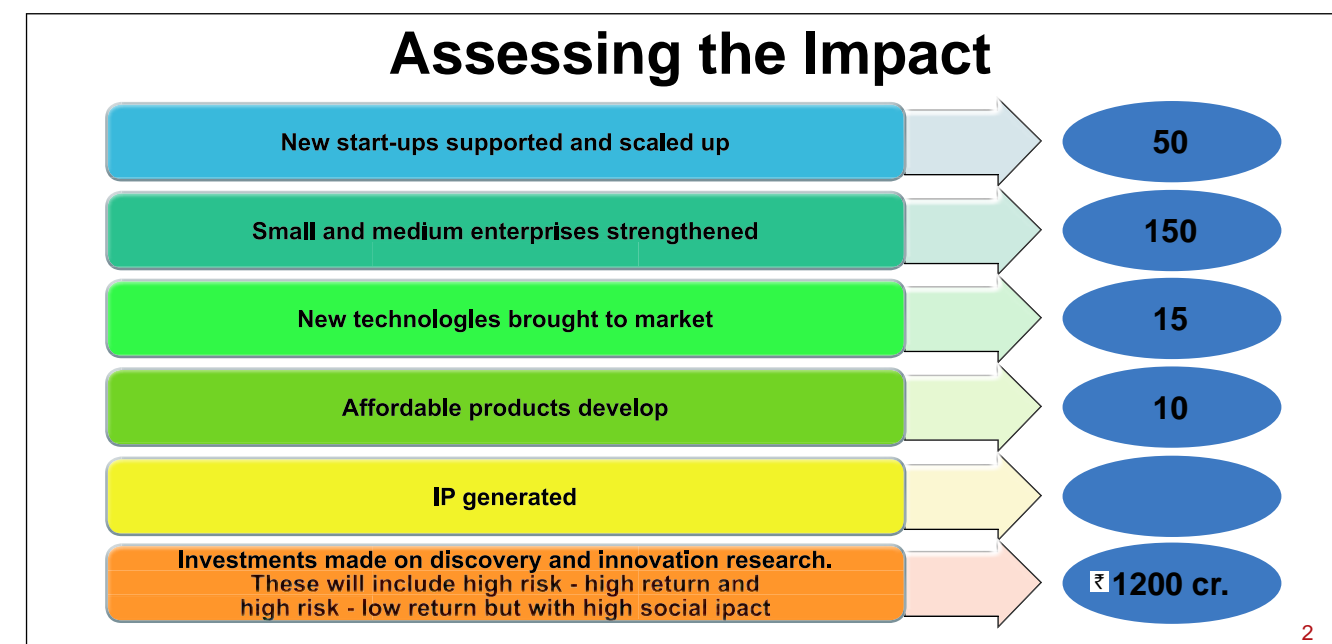 Assessing the Impact
New start-ups supported and scaled up
50
Small and medium enterprises strengthened
150
New technologles brought to market
15
Affordable products develop
10
IP generated
Investments made on discovery and innovation research.
These will include high risk - high return and
high risk - low return but with high social ipact
₹ 1200 cr.
2